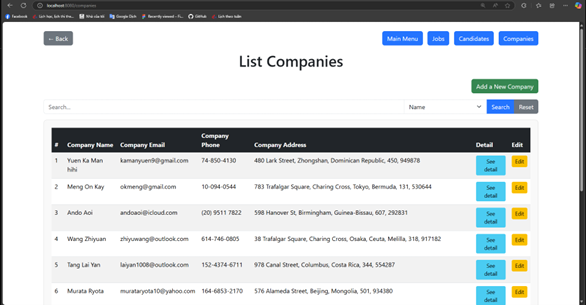 localhost:8080/companies
Facebook
Nhà của tôi
Google Dịch
Recently viewed – Fi...
GitHub
Lịch theo tuần
← Back
Main Menu
Jobs
Candidates
Companies
List Companies
Add a New Company
Search...
Name
Search
Reset
# Company Name Company Email Company Phone Company Address Detail Edit
1 Yuen Ka Man hihi kamanyuen9@gmail.com 74-850-4130 480 Lark Street, Zhongshan, Dominican Republic, 450, 949878 See detail Edit
2 Meng On Kay okmeng@gmail.com 10-094-0544 783 Trafalgar Square, Charing Cross, Tokyo, Bermuda, 131, 530644 See detail Edit
3 Ando Aoi andoaoi@icloud.com (20) 9511 7822 598 Hanover St, Birmingham, Guinea-Bissau, 607, 292831 See detail Edit
4 Wang Zhiyuan zhiyuwang@outlook.com 614-746-0805 38 Trafalgar Square, Charing Cross, Osaka, Ceuta, Melilla, 318, 917182 See detail Edit
5 Tang Lai Yan laiyan1008@outlook.com 152-4374-6711 978 Canal Street, Columbus, Costa Rica, 344, 554287 See detail Edit
6 Murata Ryota murataryota10@yahoo.com 164-6853-2170 576 Alameda Street, Beijing, Mongolia, 501, 934380 See detail Edit